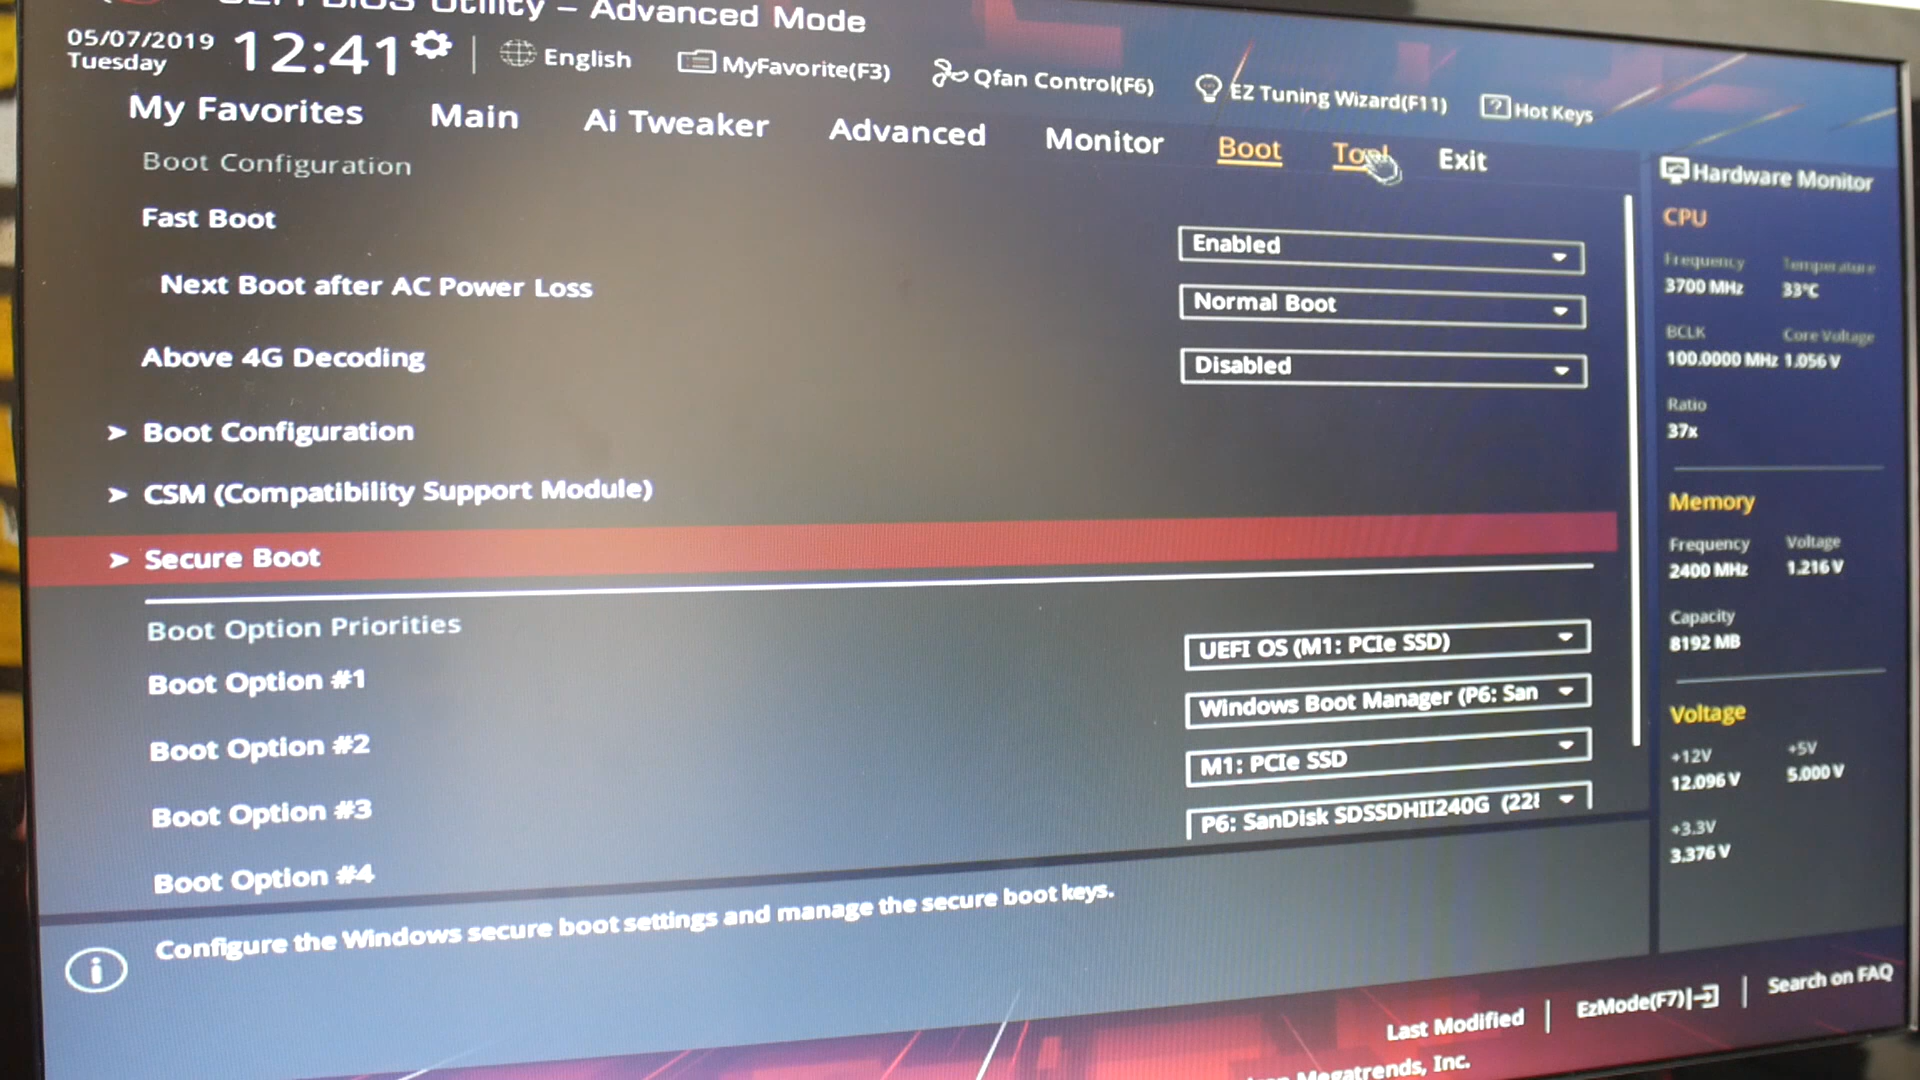 UEFI BIOS Utility – Advanced Mode
05/07/2019
Tuesday
12:41
English
MyFavorite(F3)
Qfan Control(F6)
EZ Tuning Wizard(F11)
? Hot Keys
My Favorites
Main
Ai Tweaker
Advanced
Monitor
Boot
Tool
Exit
Boot Configuration
Fast Boot
Enabled
Next Boot after AC Power Loss
Normal Boot
Above 4G Decoding
Disabled
> Boot Configuration
> CSM (Compatibility Support Module)
> Secure Boot
Boot Option Priorities
Boot Option #1
UEFI OS (M1: PCIe SSD)
Boot Option #2
Windows Boot Manager (P6: San
Boot Option #3
M1: PCIe SSD
Boot Option #4
P6: SanDisk SDSSDHII240G (228
i
Configure the Windows secure boot settings and manage the secure boot keys.
Hardware Monitor
CPU
Frequency Temperature
3700 MHz 33°C
BCLK Core Voltage
100.0000 MHz 1.056 V
Ratio
37x
Memory
Frequency Voltage
2400 MHz 1.216 V
Capacity
8192 MB
Voltage
+12V +5V
12.096 V 5.000 V
+3.3V
3.376 V
Last Modified
EzMode(F7)
Search on FAQ
Megatrends, Inc.